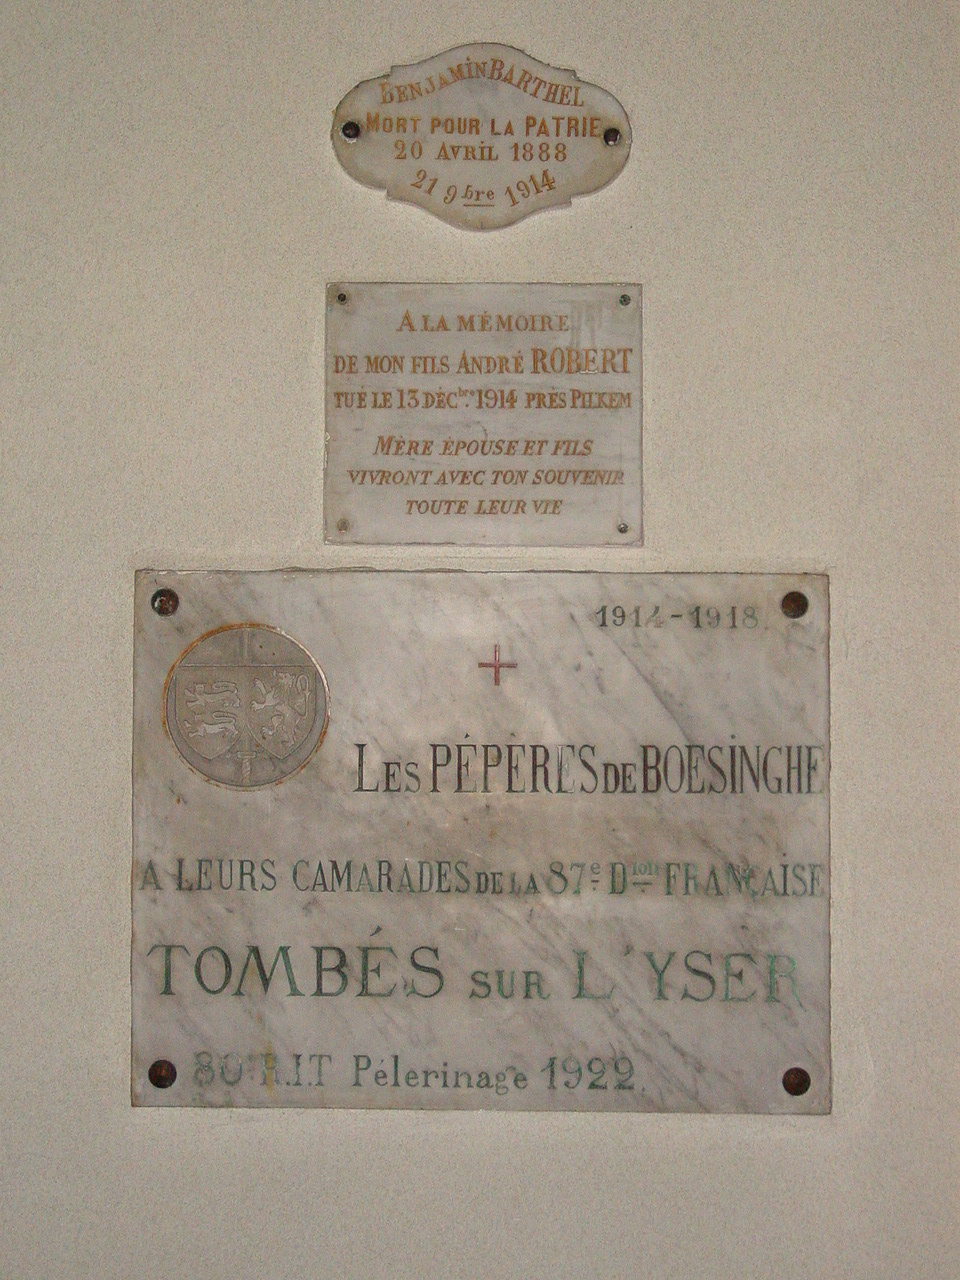 BENJAMIN BARTHEL
MORT POUR LA PATRIE
20 AVRIL 1888
21 9bre 1914
A LA MÉMOIRE
DE MON FILS ANDRÉ ROBERT
TUÉ LE 13 DÉCbre 1914 PRÈS PILKEM
MÈRE ÉPOUSE ET FILS
VIVRONT AVEC TON SOUVENIR
TOUTE LEUR VIE
1914-1918.
LES PÉPÈRES DE BOESINGHE
A LEURS CAMARADES DE LA 87e Dion FRANÇAISE
TOMBÉS SUR L'YSER
80 R.I.T Pélerinage 1922.